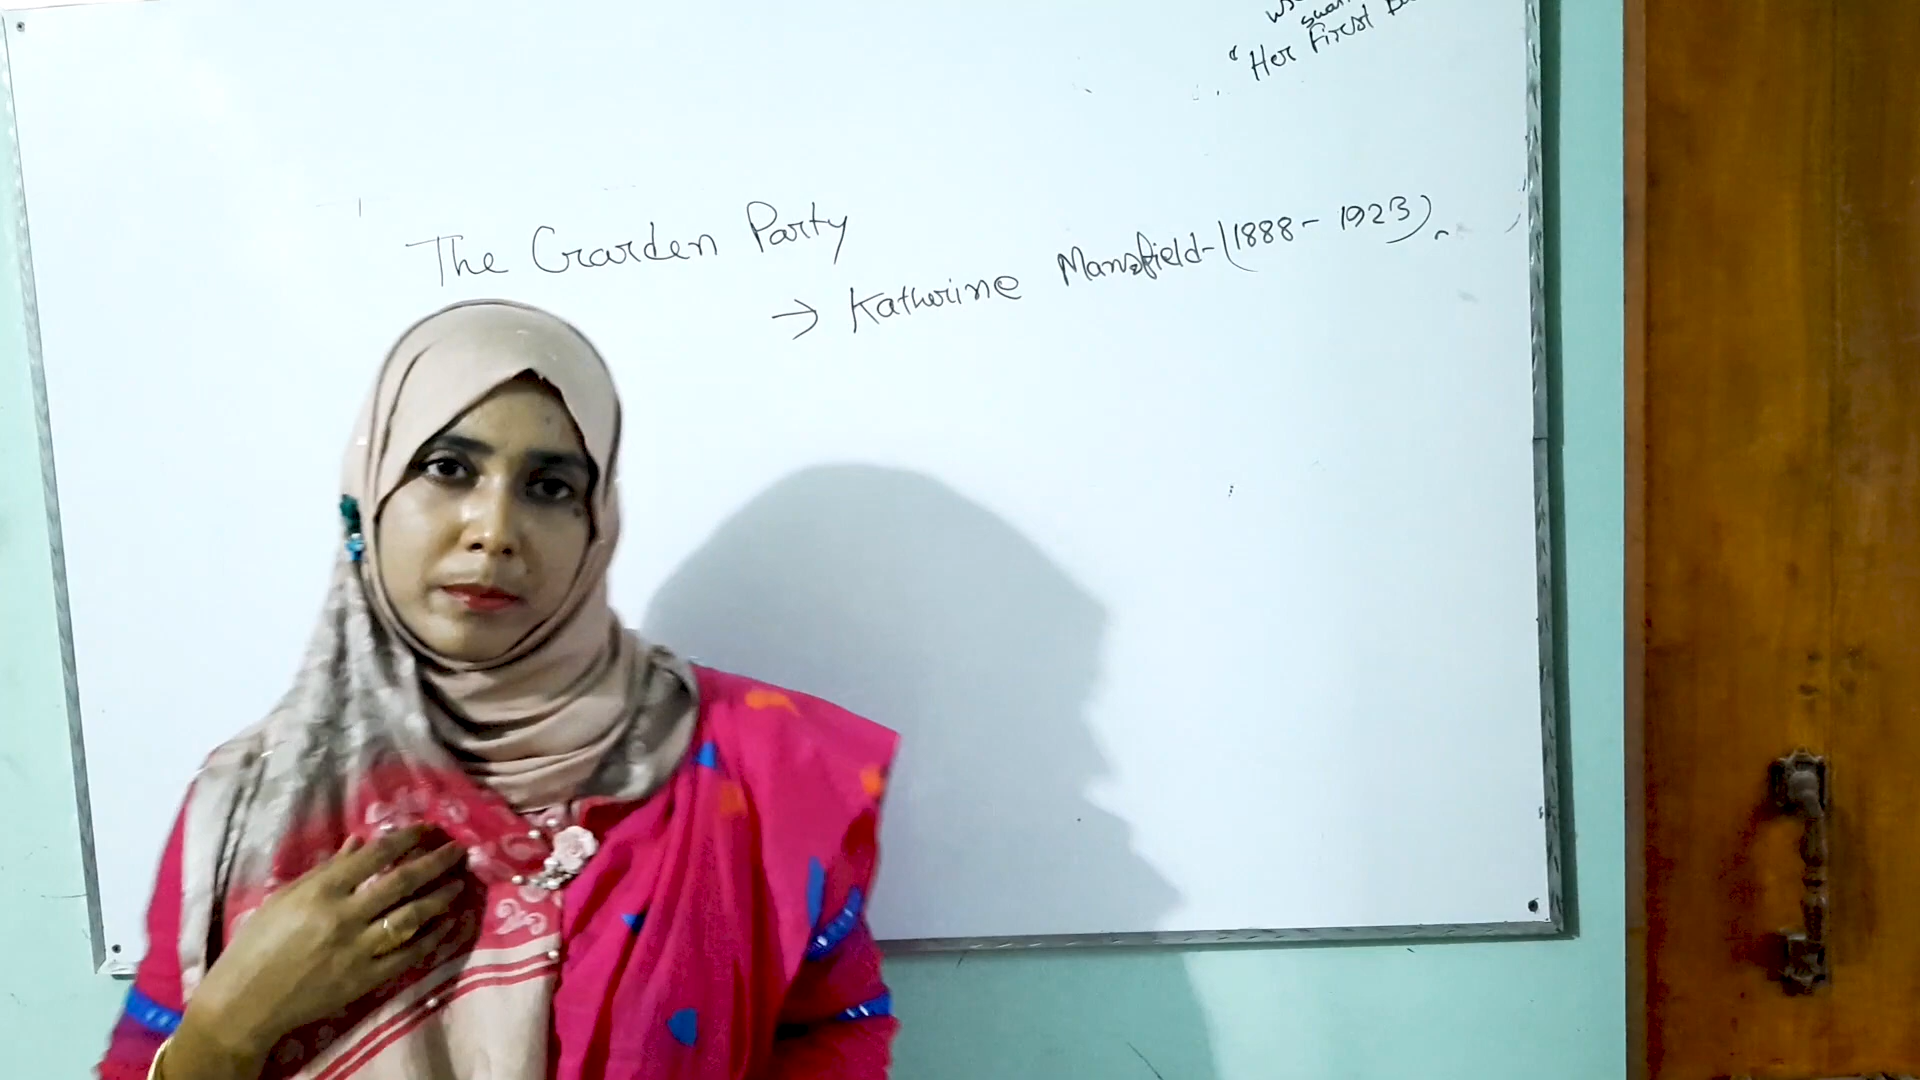 "Her First
The Garden Party
→ Katherine Mansfield-(1888- 1923).